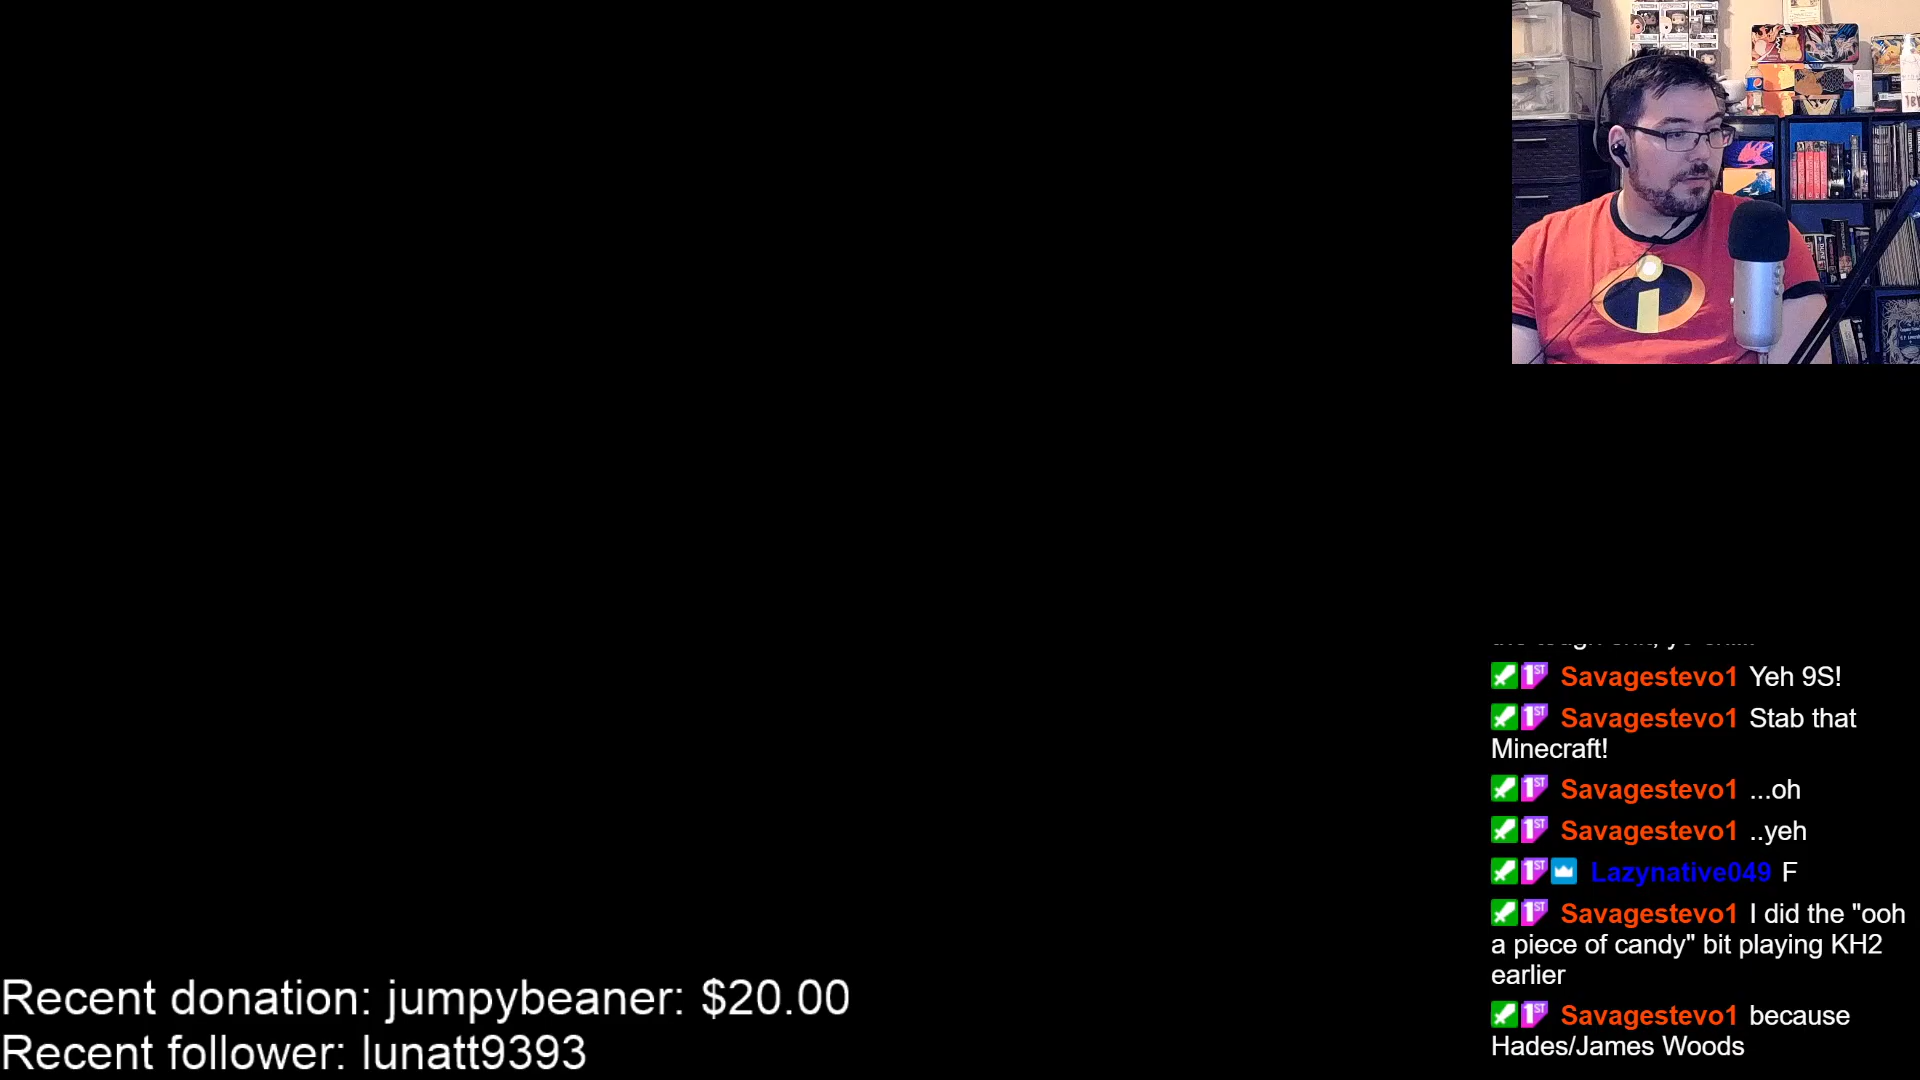 Savagestevo1 Yeh 9S!
Savagestevo1 Stab that
Minecraft!
Savagestevo1 ...oh
Savagestevo1 ..yeh
Lazynative049 F
Savagestevo1 I did the "ooh
a piece of candy" bit playing KH2
earlier
Savagestevo1 because
Hades/James Woods
Recent donation: jumpybeaner: $20.00
Recent follower: lunatt9393